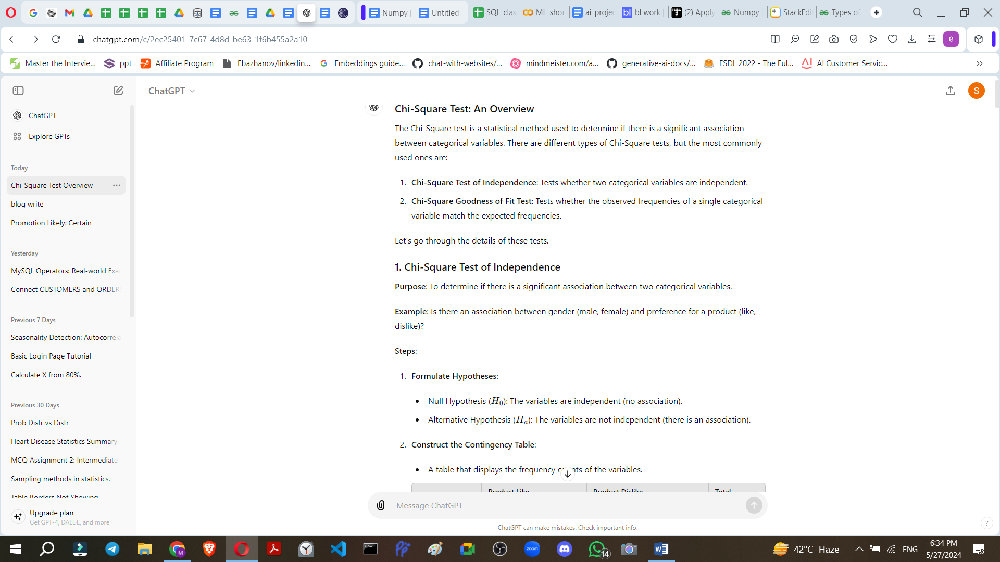 Numpy |
Untitled
SQL_clas
ML_short
ai_projec
bl work |
(2) Apply
Numpy |
StackEdi
Types of
chatgpt.com/c/2ec25401-7c67-4d8d-be63-1f6b455a2a10
e
Master the Intervie...
ppt
Affiliate Program
Ebazhanov/linkedin...
Embeddings guide...
chat-with-websites/...
mindmeister.com/a...
generative-ai-docs/...
FSDL 2022 - The Ful...
AI Customer Servic...
ChatGPT
S
ChatGPT
Explore GPTs
Today
Chi-Square Test Overview
blog write
Promotion Likely: Certain
Yesterday
MySQL Operators: Real-world Exa
Connect CUSTOMERS and ORDER
Previous 7 Days
Seasonality Detection: Autocorrela
Basic Login Page Tutorial
Calculate X from 80%.
Previous 30 Days
Prob Distr vs Distr
Heart Disease Statistics Summary
MCQ Assignment 2: Intermediate-
Sampling methods in statistics.
Table Borders Not Showing
Upgrade plan
Get GPT-4, DALL·E, and more
Chi-Square Test: An Overview
The Chi-Square test is a statistical method used to determine if there is a significant association
between categorical variables. There are different types of Chi-Square tests, but the most commonly
used ones are:
1. Chi-Square Test of Independence: Tests whether two categorical variables are independent.
2. Chi-Square Goodness of Fit Test: Tests whether the observed frequencies of a single categorical
variable match the expected frequencies.
Let's go through the details of these tests.
1. Chi-Square Test of Independence
Purpose: To determine if there is a significant association between two categorical variables.
Example: Is there an association between gender (male, female) and preference for a product (like,
dislike)?
Steps:
1. Formulate Hypotheses:
• Null Hypothesis (H₀): The variables are independent (no association).
• Alternative Hypothesis (Hₐ): The variables are not independent (there is an association).
2. Construct the Contingency Table:
• A table that displays the frequency counts of the variables.
Product Like
Product Dislike
Total
Message ChatGPT
ChatGPT can make mistakes. Check important info.
?
zoom
14
42°C Haze
ENG
6:34 PM
5/27/2024